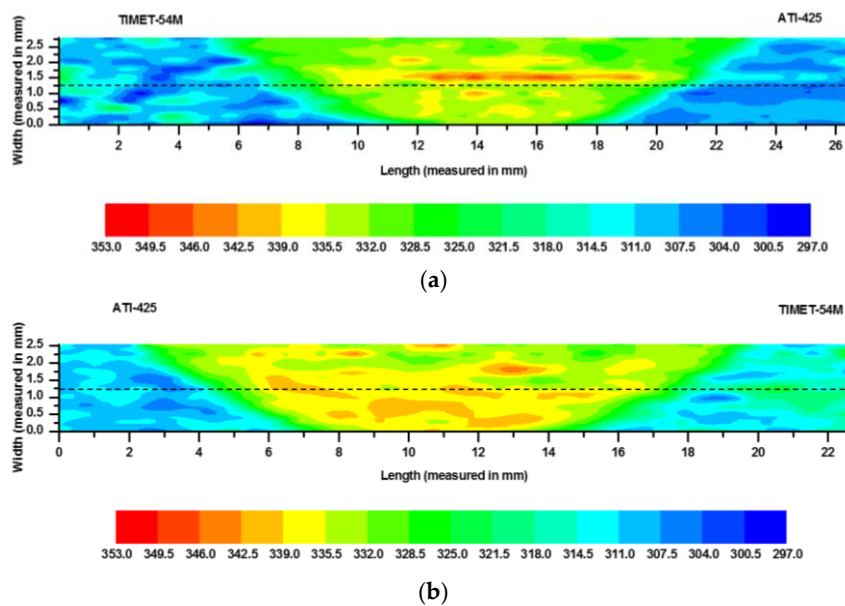 TIMET-54M ATI-425
Width (measured in mm)
2.5
2.0
1.5
1.0
0.5
0.0
2 4 6 8 10 12 14 16 18 20 22 24 26
Length (measured in mm)
353.0 349.5 346.0 342.5 339.0 335.5 332.0 328.5 325.0 321.5 318.0 314.5 311.0 307.5 304.0 300.5 297.0
(a)
ATI-425 TIMET-54M
Width (measured in mm)
2.5
2.0
1.5
1.0
0.5
0.0
0 2 4 6 8 10 12 14 16 18 20 22
Length (measured in mm)
353.0 349.5 346.0 342.5 339.0 335.5 332.0 328.5 325.0 321.5 318.0 314.5 311.0 307.5 304.0 300.5 297.0
(b)